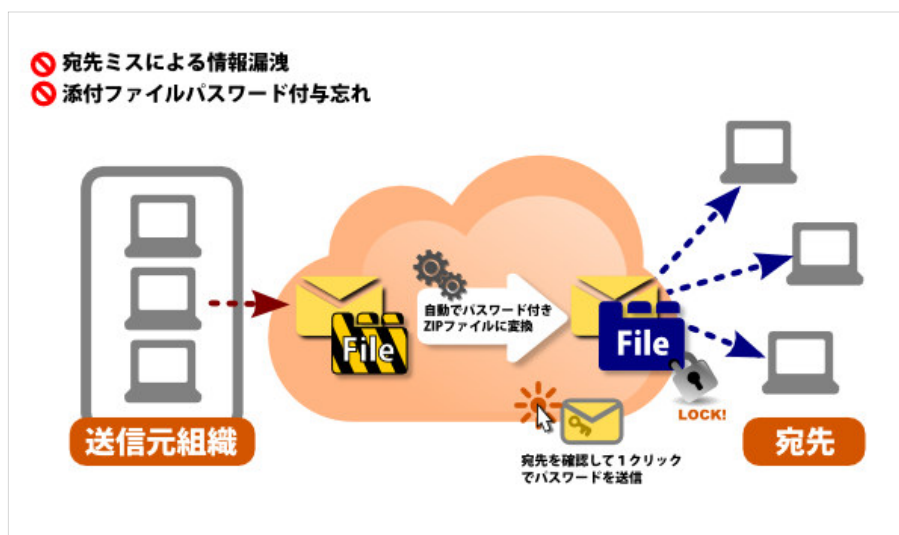 宛先ミスによる情報漏洩
添付ファイルパスワード付与忘れ
自動でパスワード付き
ZIPファイルに変換
File
File
LOCK!
送信元組織
宛先
宛先を確認して1クリック
でパスワードを送信